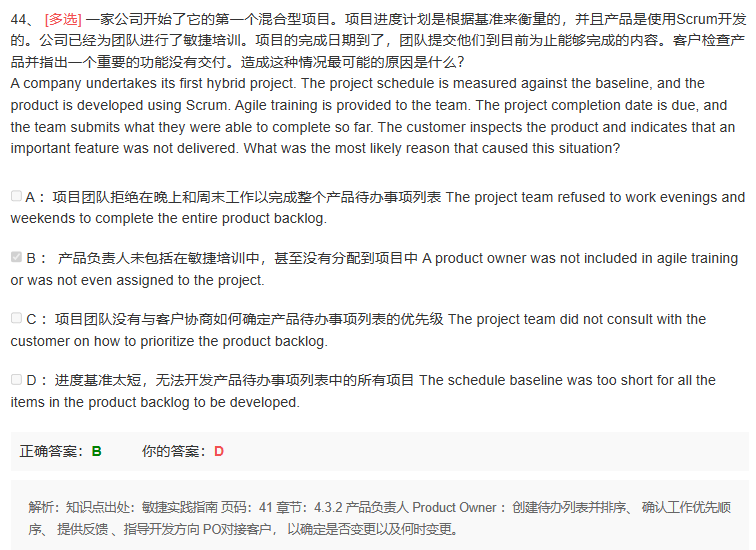 44、 [多选] 一家公司开始了它的第一个混合型项目。项目进度计划是根据基准来衡量的，并且产品是使用Scrum开发
的。公司已经为团队进行了敏捷培训。项目的完成日期到了，团队提交他们到目前为止能够完成的内容。客户检查产
品并指出一个重要的功能没有交付。造成这种情况最可能的原因是什么？
A company undertakes its first hybrid project. The project schedule is measured against the baseline, and the
product is developed using Scrum. Agile training is provided to the team. The project completion date is due, and
the team submits what they were able to complete so far. The customer inspects the product and indicates that an
important feature was not delivered. What was the most likely reason that caused this situation?
A： 项目团队拒绝在晚上和周末工作以完成整个产品待办事项列表 The project team refused to work evenings and
weekends to complete the entire product backlog.
B： 产品负责人未包括在敏捷培训中，甚至没有分配到项目中 A product owner was not included in agile training
or was not even assigned to the project.
C： 项目团队没有与客户协商如何确定产品待办事项列表的优先级 The project team did not consult with the
customer on how to prioritize the product backlog.
D： 进度基准太短，无法开发产品待办事项列表中的所有项目 The schedule baseline was too short for all the
items in the product backlog to be developed.
正确答案：B 你的答案：D
解析：知识点出处：敏捷实践指南 页码：41 章节：4.3.2 产品负责人 Product Owner ：创建待办列表并排序、 确认工作优先顺
序、 提供反馈 、指导开发方向 PO对接客户， 以确定是否变更以及何时变更。